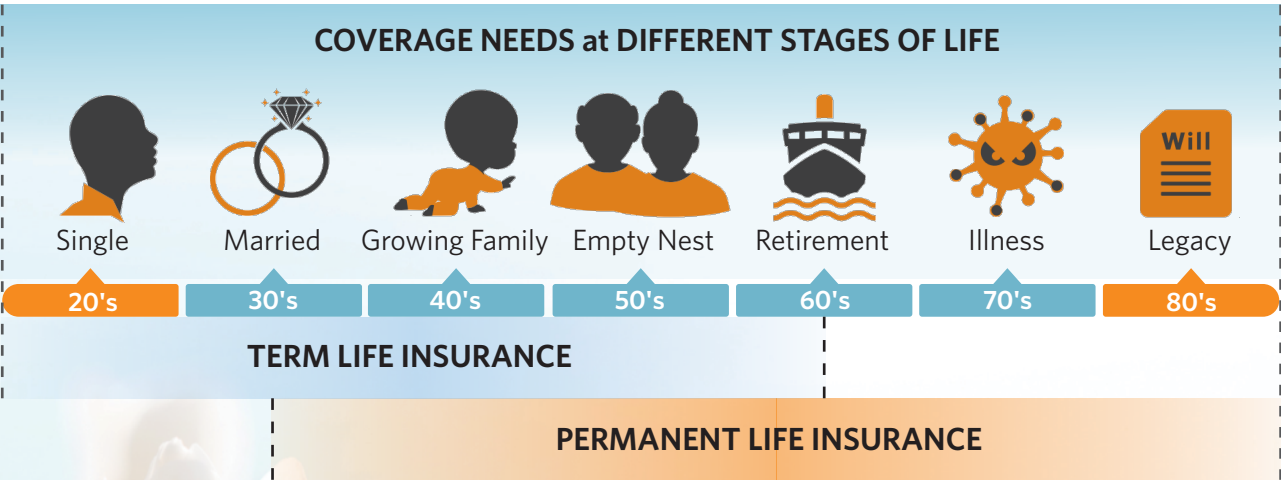 COVERAGE NEEDS at DIFFERENT STAGES OF LIFE
Will
Single Married Growing Family Empty Nest Retirement Illness Legacy
20's 30's 40's 50's 60's 70's 80's
TERM LIFE INSURANCE
PERMANENT LIFE INSURANCE